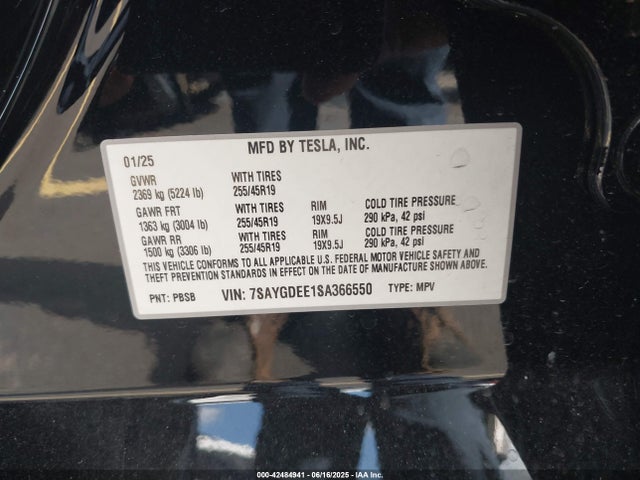 01/25 MFD BY TESLA, INC.
GVWR WITH TIRES
2369 kg (5224 lb) 255/45R19
GAWR FRT WITH TIRES RIM COLD TIRE PRESSURE
1363 kg (3004 lb) 255/45R19 19X9.5J 290 kPa, 42 psi
GAWR RR WITH TIRES RIM COLD TIRE PRESSURE
1500 kg (3306 lb) 255/45R19 19X9.5J 290 kPa, 42 psi
THIS VEHICLE CONFORMS TO ALL APPLICABLE U.S. FEDERAL MOTOR VEHICLE SAFETY AND
THEFT PREVENTION STANDARDS IN EFFECT ON THE DATE OF MANUFACTURE SHOWN ABOVE.
PNT: PBSB VIN: 7SAYGDEE1SA366550 TYPE: MPV
000-42484941 - 06/16/2025 - IAA Inc.